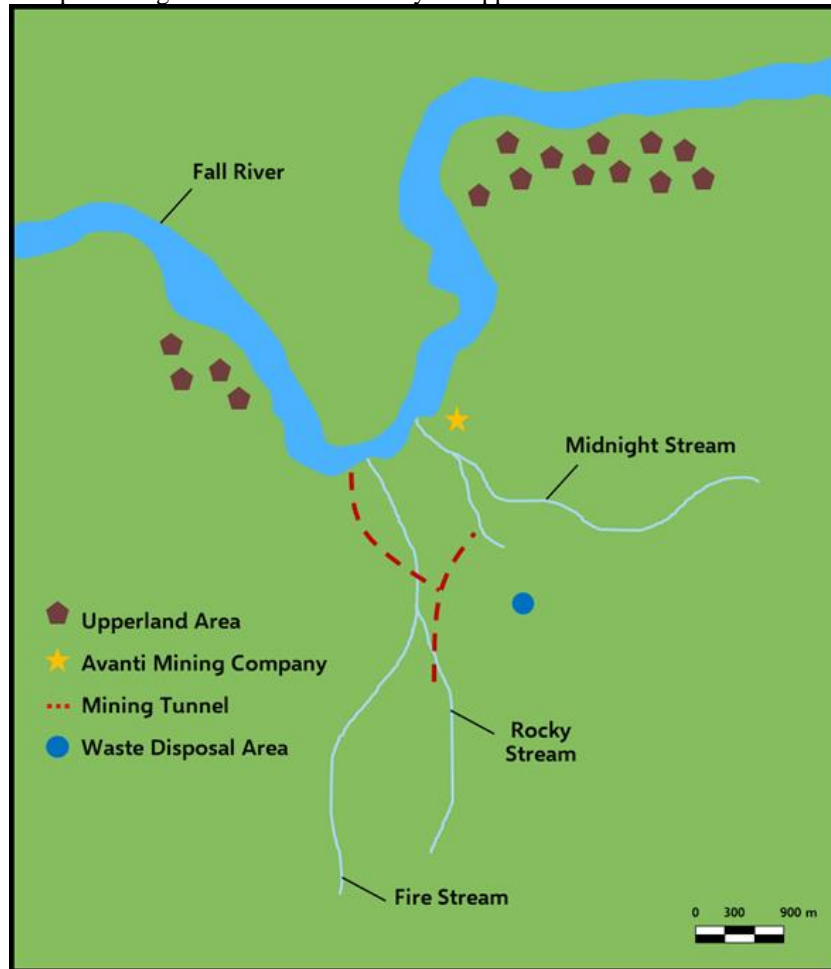 Fall River
Midnight Stream
Upperland Area
Avanti Mining Company
Mining Tunnel
Waste Disposal Area
Rocky
Stream
Fire Stream
0 300 900 m